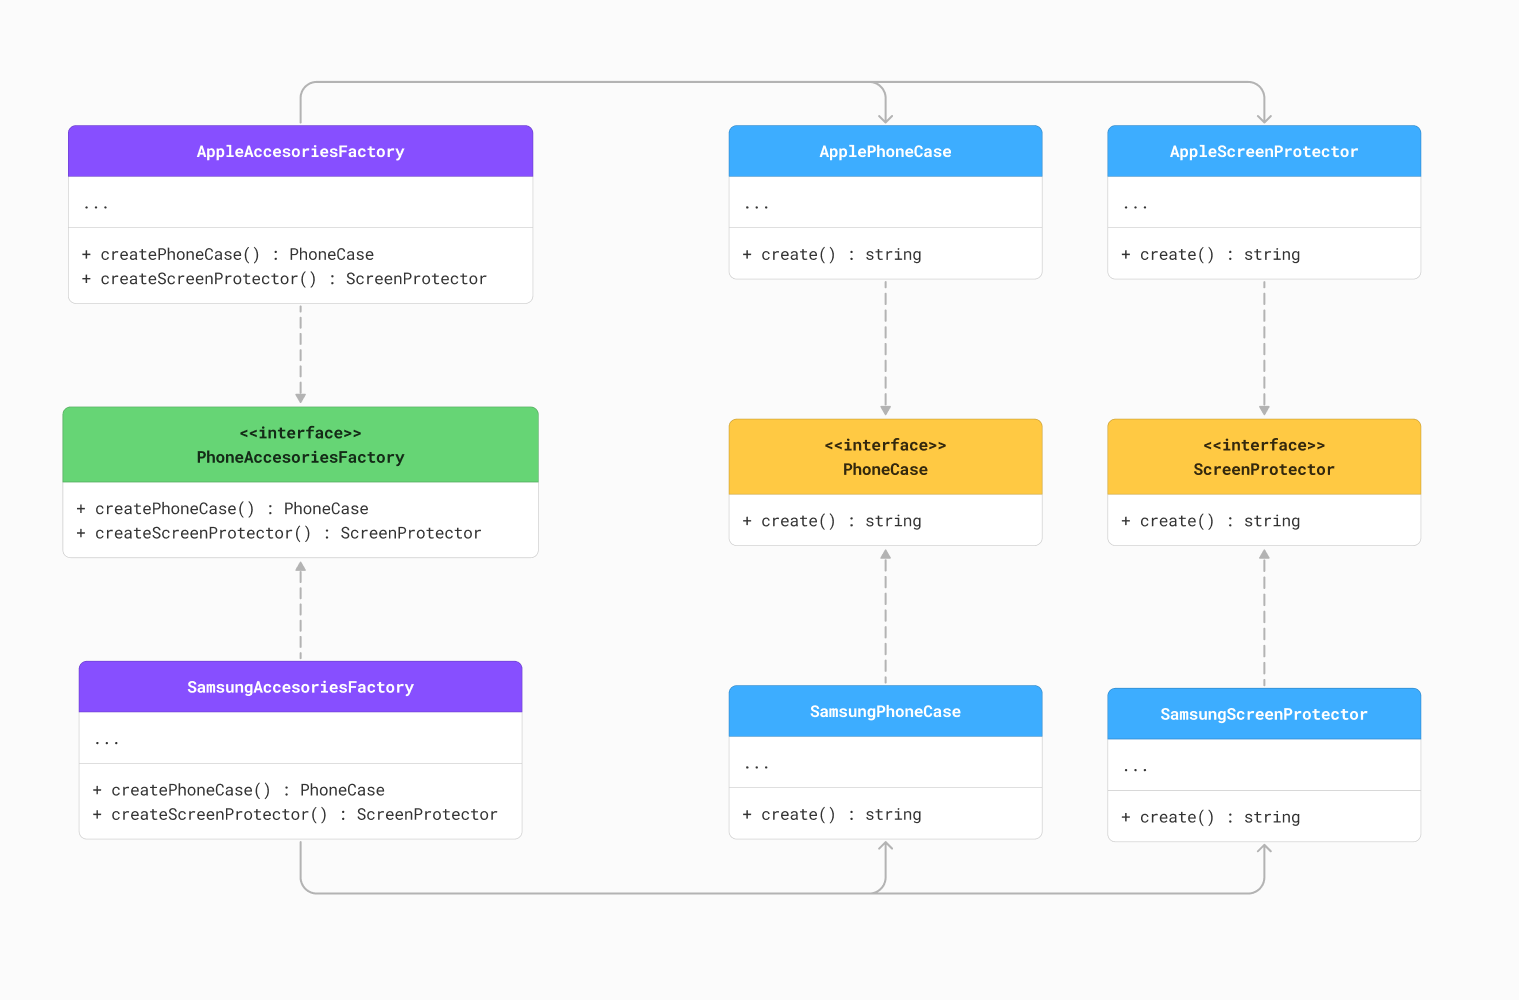 AppleAccesoriesFactory
...
+ createPhoneCase() : PhoneCase
+ createScreenProtector() : ScreenProtector
ApplePhoneCase
...
+ create() : string
AppleScreenProtector
...
+ create() : string
<<interface>>
PhoneAccesoriesFactory
+ createPhoneCase() : PhoneCase
+ createScreenProtector() : ScreenProtector
<<interface>>
PhoneCase
+ create() : string
<<interface>>
ScreenProtector
+ create() : string
SamsungAccesoriesFactory
...
+ createPhoneCase() : PhoneCase
+ createScreenProtector() : ScreenProtector
SamsungPhoneCase
...
+ create() : string
SamsungScreenProtector
...
+ create() : string